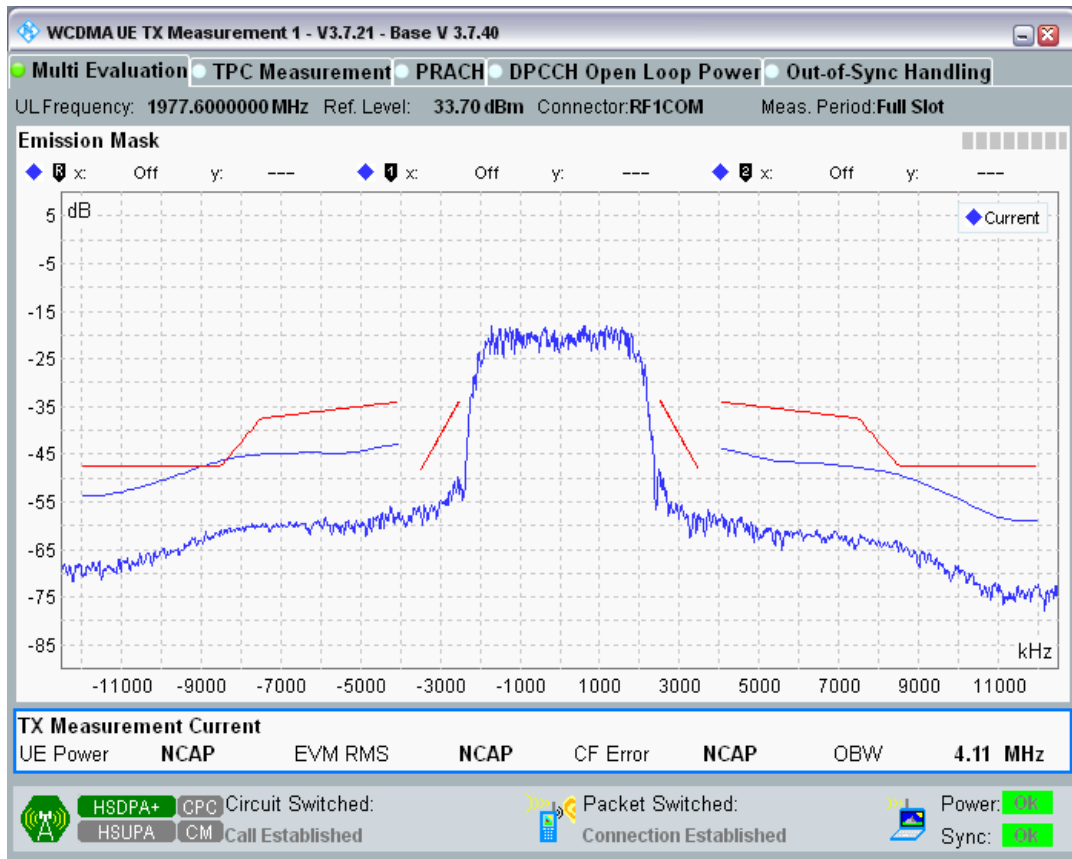 WCDMA UE TX Measurement 1 - V3.7.21 - Base V 3.7.40
Multi Evaluation TPC Measurement PRACH DPCCH Open Loop Power Out-of-Sync Handling
UL Frequency: 1977.6000000 MHz Ref. Level: 33.70 dBm Connector:RF1COM Meas. Period:Full Slot
Emission Mask
R x: Off y: --- 1 x: Off y: --- 2 x: Off y: ---
dB
Current
5
-5
-15
-25
-35
-45
-55
-65
-75
-85
kHz
-11000 -9000 -7000 -5000 -3000 -1000 1000 3000 5000 7000 9000 11000
TX Measurement Current
UE Power NCAP EVM RMS NCAP CF Error NCAP OBW 4.11 MHz
HSDPA+ CPC Circuit Switched: Packet Switched: Power: Ok
HSUPA CM Call Established Connection Established Sync: Ok